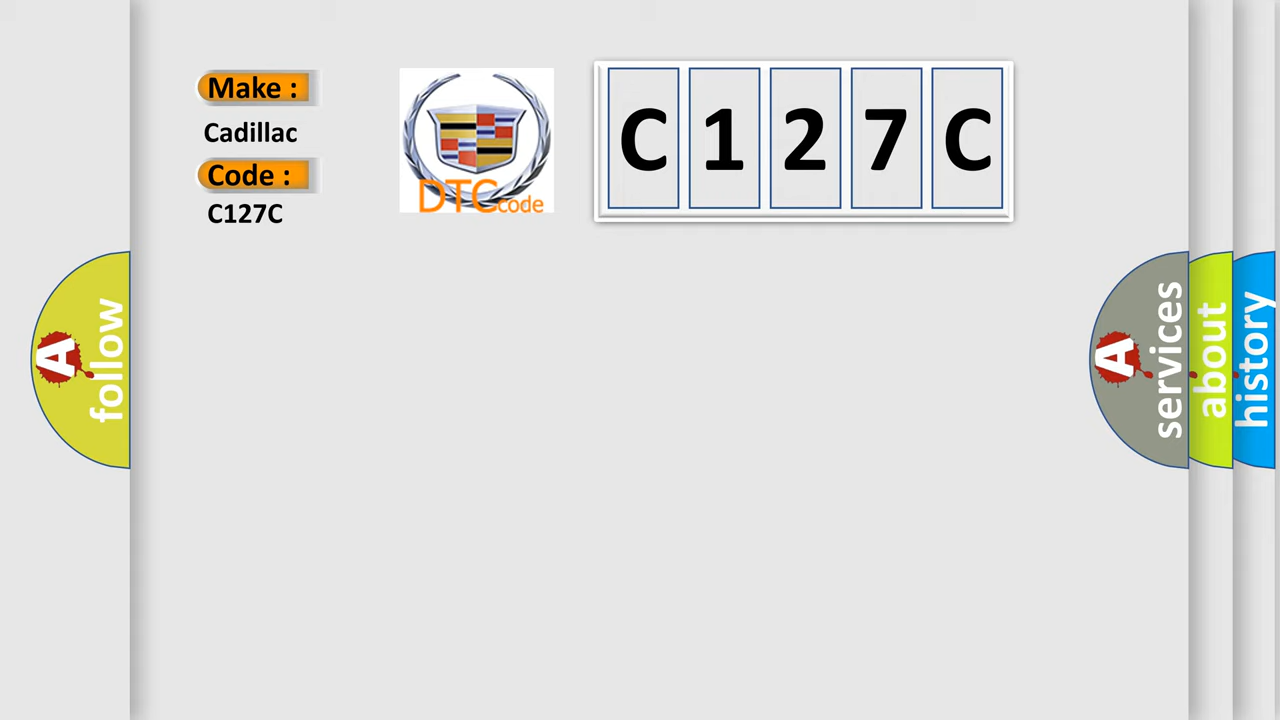 Make :
Cadillac
Code :
C127C
DTCcode
C 1 2 7 C
A follow
A services
about
history